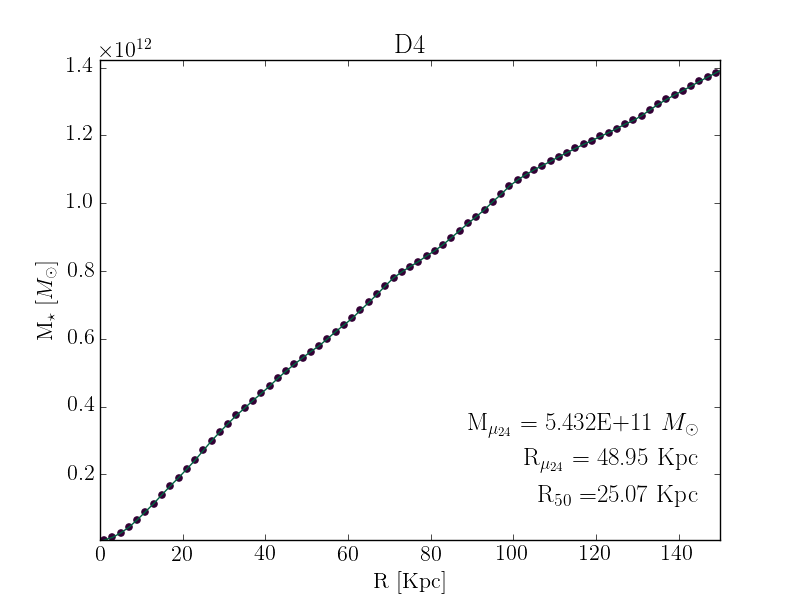 D4
×10¹²
1.4
1.2
1.0
0.8
0.6
0.4
0.2
M⋆ [M⊙]
M_μ24 = 5.432E+11 M⊙
R_μ24 = 48.95 Kpc
R50 =25.07 Kpc
0 20 40 60 80 100 120 140
R [Kpc]